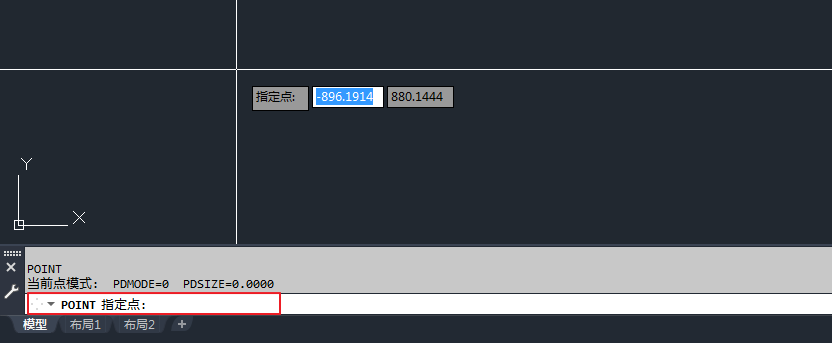 指定点: -896.1914 880.1444
Y
X
POINT
当前点模式: PDMODE=0 PDSIZE=0.0000
POINT 指定点:
模型 布局1 布局2 +